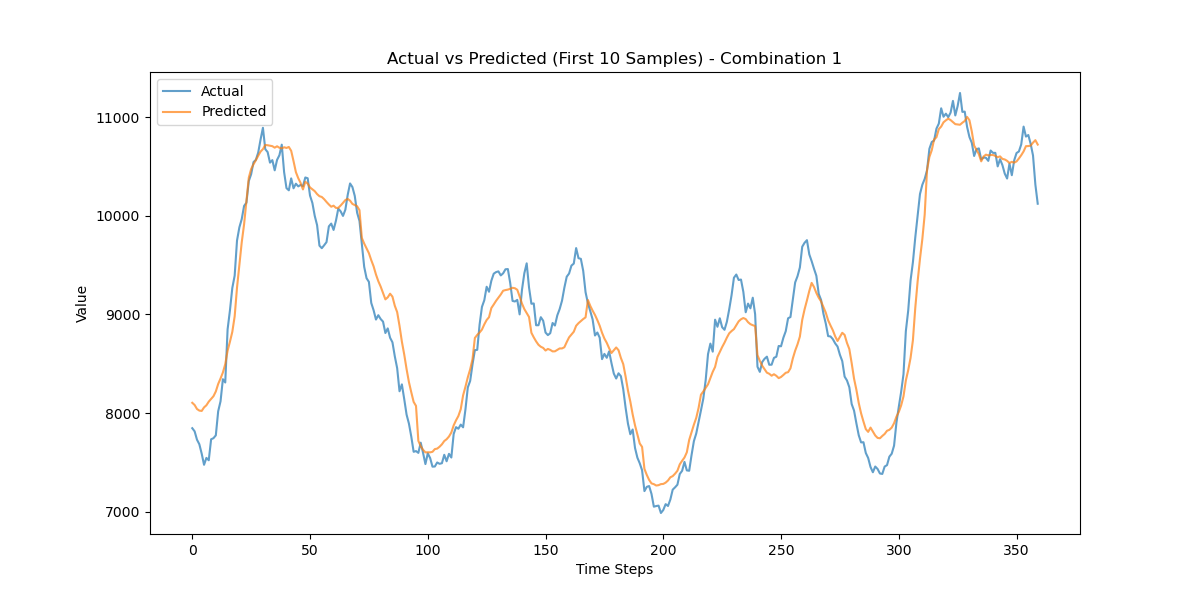 Actual vs Predicted (First 10 Samples) - Combination 1
Actual
Predicted
Value
11000
10000
9000
8000
7000
0 50 100 150 200 250 300 350
Time Steps